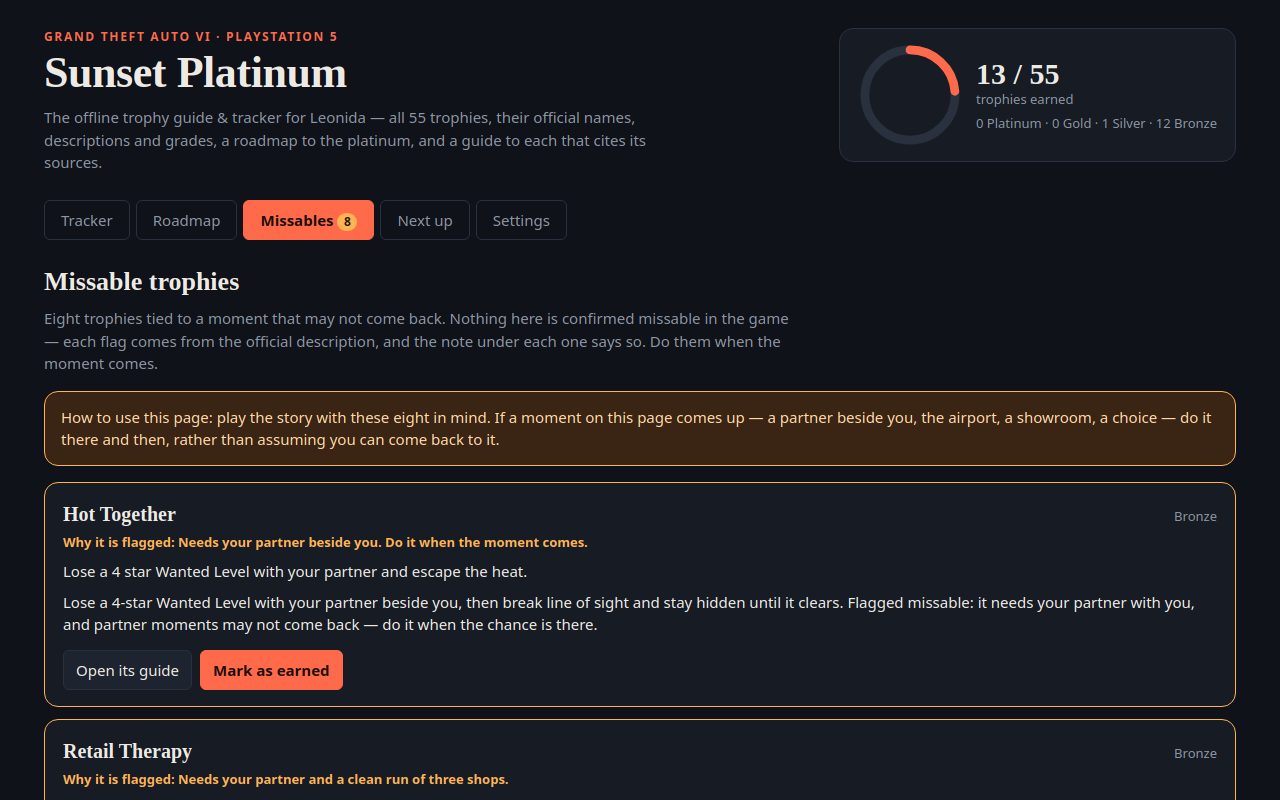 GRAND THEFT AUTO VI · PLAYSTATION 5
Sunset Platinum
The offline trophy guide & tracker for Leonida — all 55 trophies, their official names,
descriptions and grades, a roadmap to the platinum, and a guide to each that cites its
sources.
13 / 55
trophies earned
0 Platinum · 0 Gold · 1 Silver · 12 Bronze
Tracker
Roadmap
Missables 8
Next up
Settings
Missable trophies
Eight trophies tied to a moment that may not come back. Nothing here is confirmed missable in the game
— each flag comes from the official description, and the note under each one says so. Do them when the
moment comes.
How to use this page: play the story with these eight in mind. If a moment on this page comes up — a partner beside you, the airport, a showroom, a choice — do it
there and then, rather than assuming you can come back to it.
Hot Together
Bronze
Why it is flagged: Needs your partner beside you. Do it when the moment comes.
Lose a 4 star Wanted Level with your partner and escape the heat.
Lose a 4-star Wanted Level with your partner beside you, then break line of sight and stay hidden until it clears. Flagged missable: it needs your partner with you,
and partner moments may not come back — do it when the chance is there.
Open its guide
Mark as earned
Retail Therapy
Bronze
Why it is flagged: Needs your partner and a clean run of three shops.